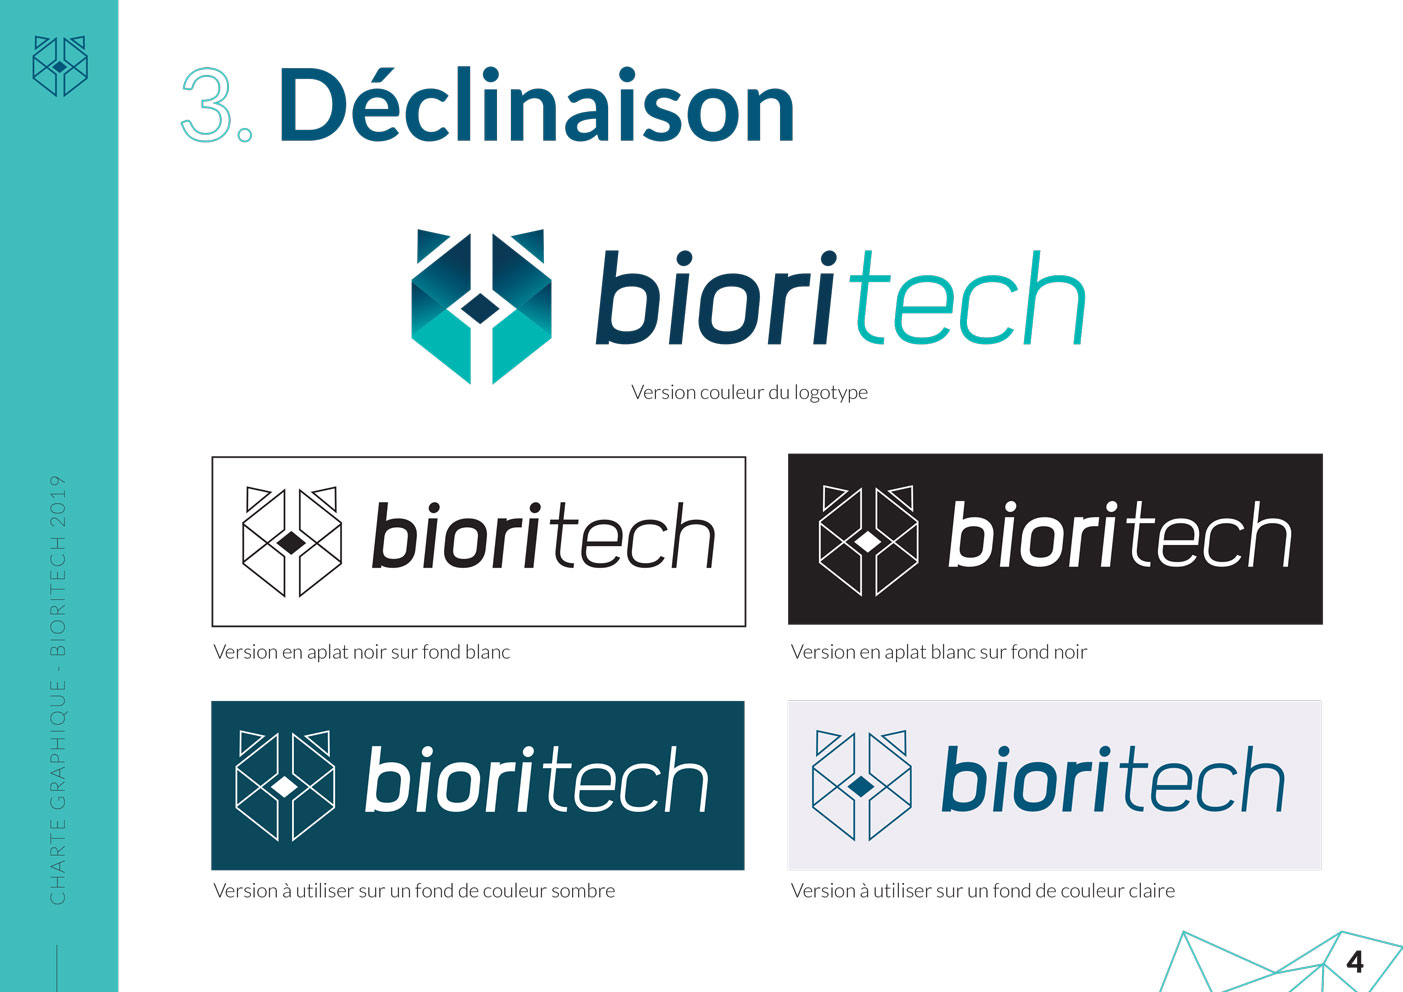 3. Déclinaison
bioritech
Version couleur du logotype
bioritech
bioritech
Version en aplat noir sur fond blanc
Version en aplat blanc sur fond noir
bioritech
bioritech
Version à utiliser sur un fond de couleur sombre
Version à utiliser sur un fond de couleur claire
CHARTE GRAPHIQUE - BIORITECH 2019
4